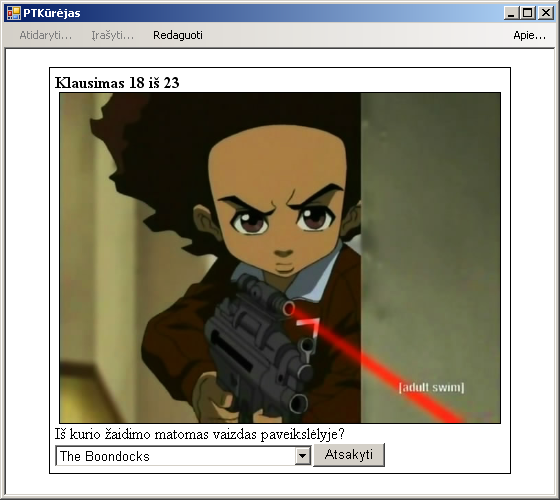 PTKūrėjas
Atidaryti... Įrašyti... Redaguoti Apie...
Klausimas 18 iš 23
[adult swim]
Iš kurio žaidimo matomas vaizdas paveikslėlyje?
The Boondocks Atsakyti